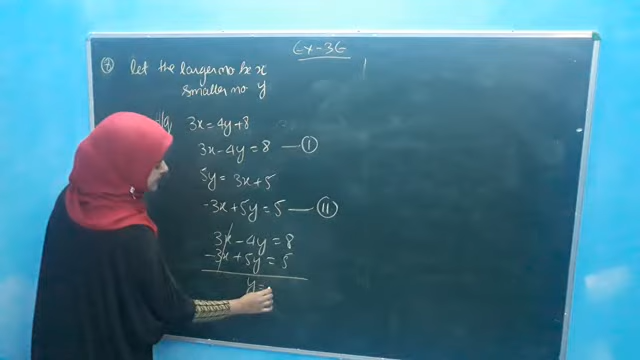 Ex-3E
⑦ let the larger no be x
smaller no y
3x = 4y+8
3x-4y = 8 — Ⓘ
5y = 3x+5
-3x+5y = 5 — ⓘⓘ
3x - 4y = 8
-3x + 5y = 5
y =